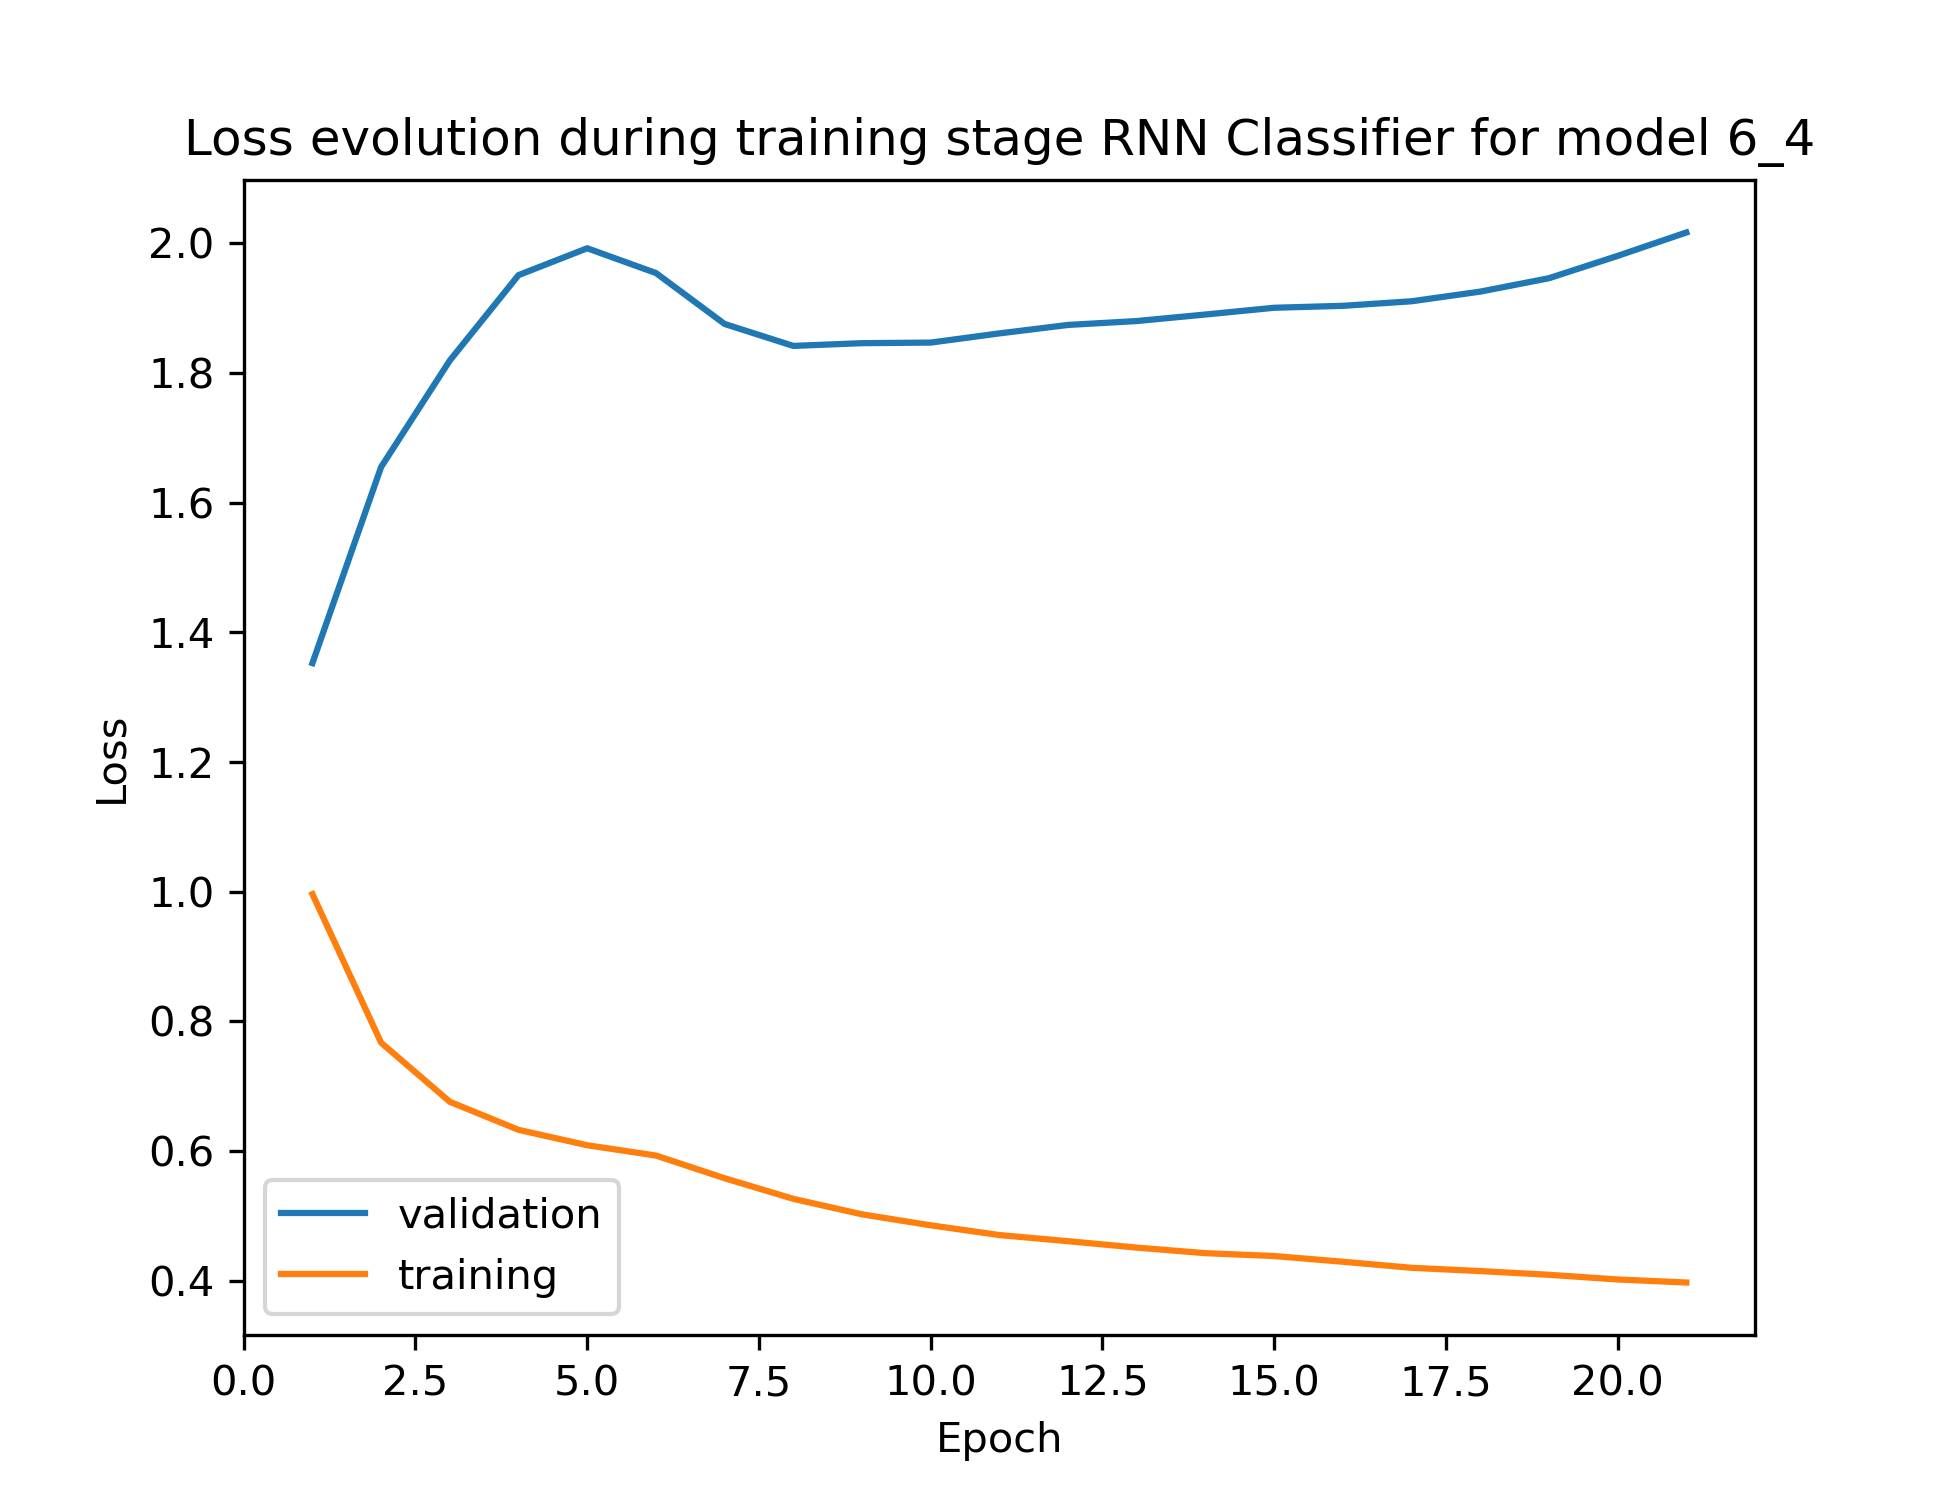 Loss evolution during training stage RNN Classifier for model 6_4
2.0
1.8
1.6
1.4
1.2
1.0
0.8
0.6
0.4
Loss
validation
training
0.0 2.5 5.0 7.5 10.0 12.5 15.0 17.5 20.0
Epoch